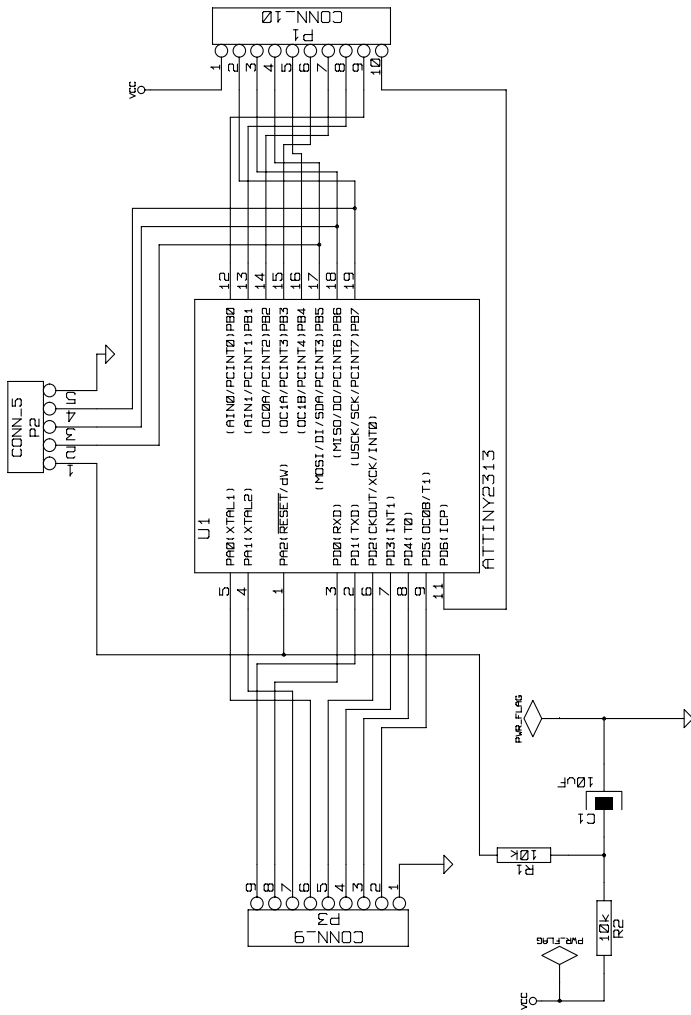 CONN_10
P1
1
2
3
4
5
6
7
8
9
10
VCC
12
13
14
15
16
17
18
19
(AIN0/PCINT0)PB0
(AIN1/PCINT1)PB1
(OC0A/PCINT2)PB2
(OC1A/PCINT3)PB3
(OC1B/PCINT4)PB4
(MOSI/DI/SDA/PCINT3)PB5
(MISO/DO/PCINT6)PB6
(USCK/SCK/PCINT7)PB7
CONN_5
P2
5
4
3
2
1
U1
ATTINY2313
PA0(XTAL1)
PA1(XTAL2)
PA2(RESET/dW)
PD0(RXD)
PD1(TXD)
PD2(CKOUT/XCK/INT0)
PD3(INT1)
PD4(T0)
PD5(OC0B/T1)
PD6(ICP)
5
4
1
3
2
6
7
8
9
11
PWR_FLAG
10uF
C1
10k
R1
9
8
7
6
5
4
3
2
1
P3
CONN_9
PWR_FLAG
10k
R2
VCC